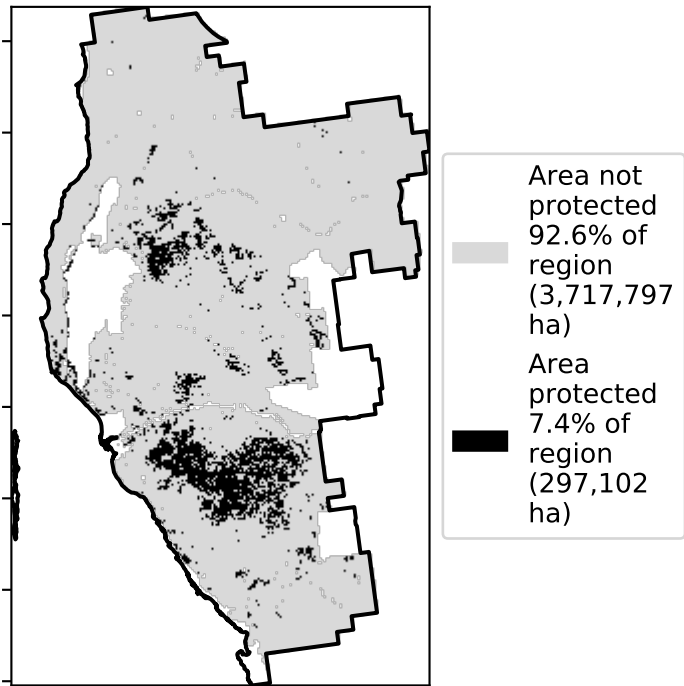 Area not
protected
92.6% of
region
(3,717,797
ha)
Area
protected
7.4% of
region
(297,102
ha)